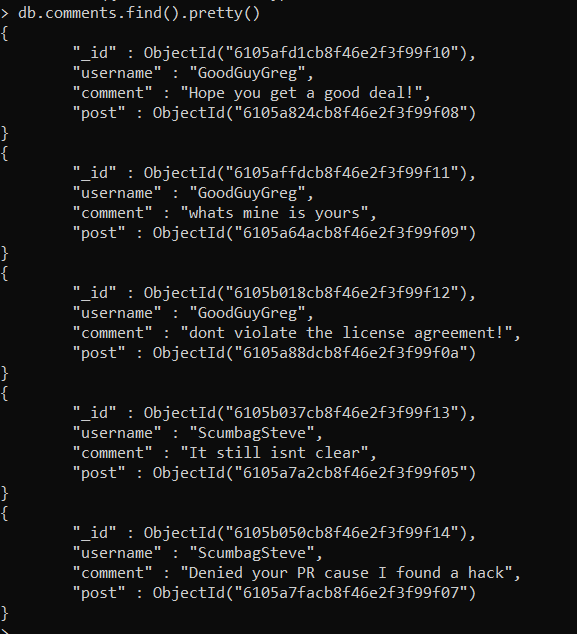 > db.comments.find().pretty()
{
"_id" : ObjectId("6105afd1cb8f46e2f3f99f10"),
"username" : "GoodGuyGreg",
"comment" : "Hope you get a good deal!",
"post" : ObjectId("6105a824cb8f46e2f3f99f08")
}
{
"_id" : ObjectId("6105affdcb8f46e2f3f99f11"),
"username" : "GoodGuyGreg",
"comment" : "whats mine is yours",
"post" : ObjectId("6105a64acb8f46e2f3f99f09")
}
{
"_id" : ObjectId("6105b018cb8f46e2f3f99f12"),
"username" : "GoodGuyGreg",
"comment" : "dont violate the license agreement!",
"post" : ObjectId("6105a88dcb8f46e2f3f99f0a")
}
{
"_id" : ObjectId("6105b037cb8f46e2f3f99f13"),
"username" : "ScumbagSteve",
"comment" : "It still isnt clear",
"post" : ObjectId("6105a7a2cb8f46e2f3f99f05")
}
{
"_id" : ObjectId("6105b050cb8f46e2f3f99f14"),
"username" : "ScumbagSteve",
"comment" : "Denied your PR cause I found a hack",
"post" : ObjectId("6105a7facb8f46e2f3f99f07")
}
>